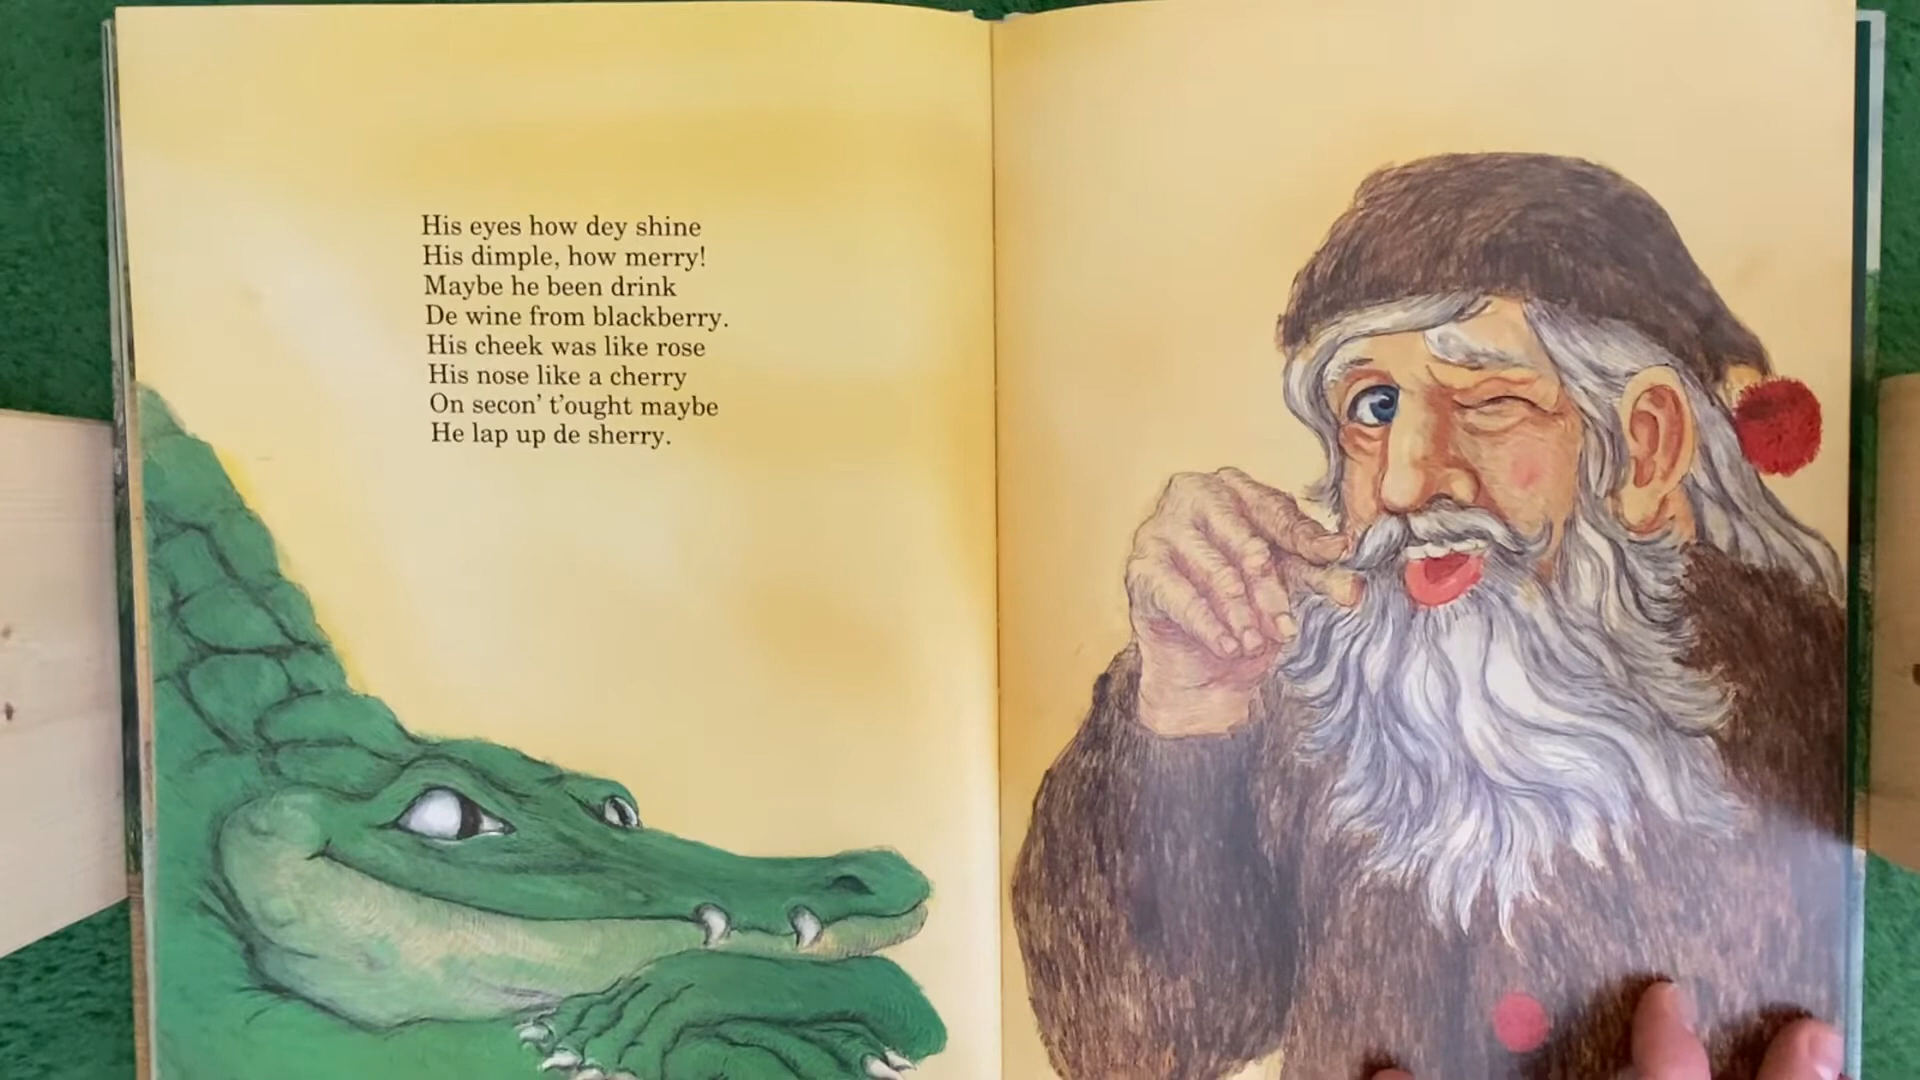 His eyes how dey shine
His dimple, how merry!
Maybe he been drink
De wine from blackberry.
His cheek was like rose
His nose like a cherry
On secon' t'ought maybe
He lap up de sherry.